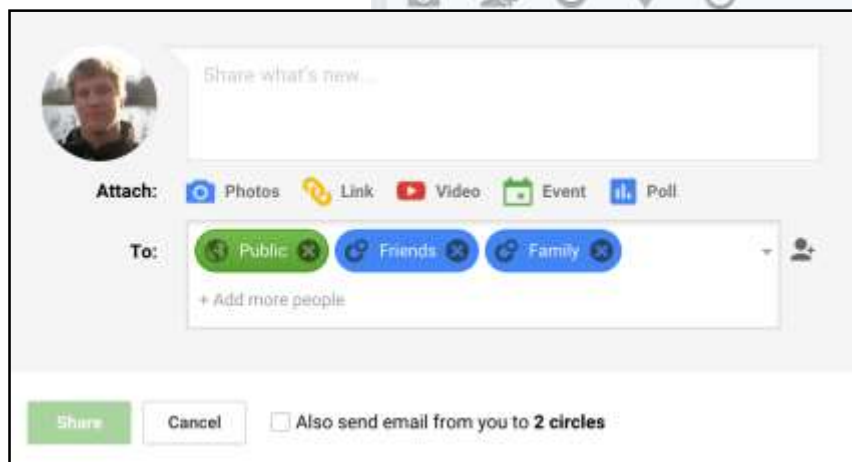 Share what's new...
Attach: Photos Link Video Event Poll
To: Public Friends Family
+ Add more people
Share Cancel Also send email from you to 2 circles